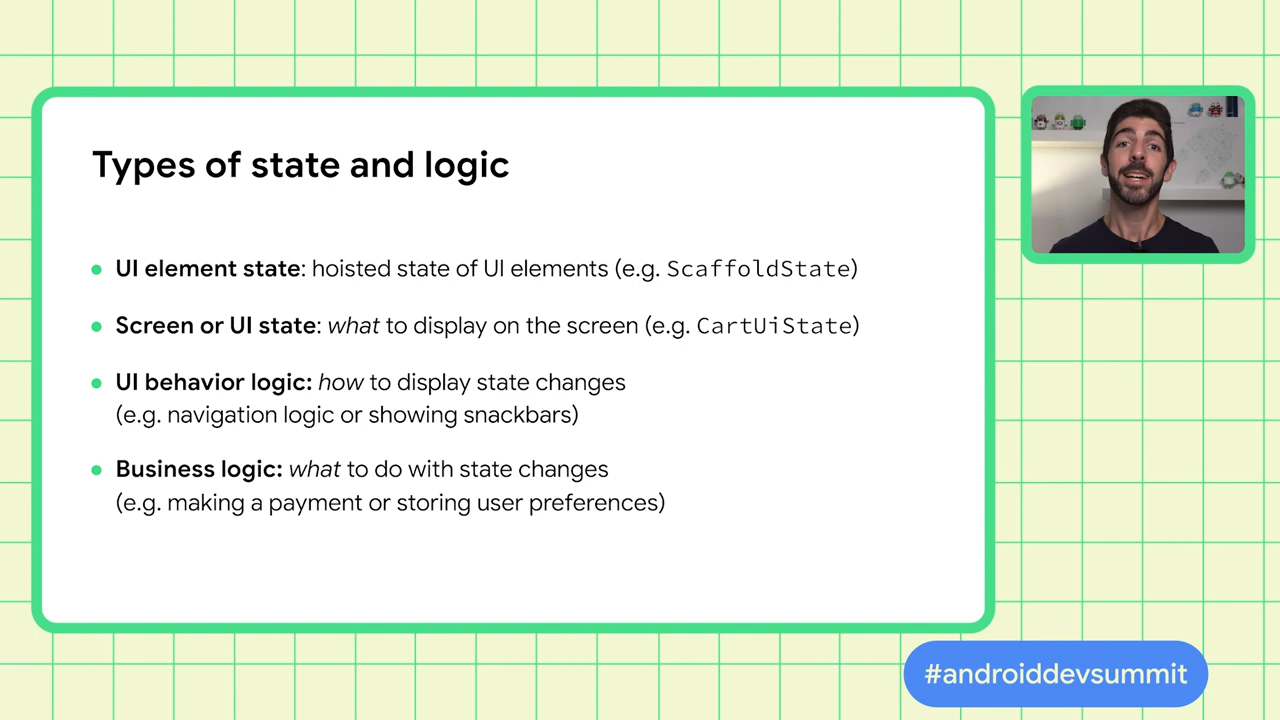 Types of state and logic
UI element state: hoisted state of UI elements (e.g. ScaffoldState)
Screen or UI state: what to display on the screen (e.g. CartUiState)
UI behavior logic: how to display state changes
(e.g. navigation logic or showing snackbars)
Business logic: what to do with state changes
(e.g. making a payment or storing user preferences)
#androiddevsummit